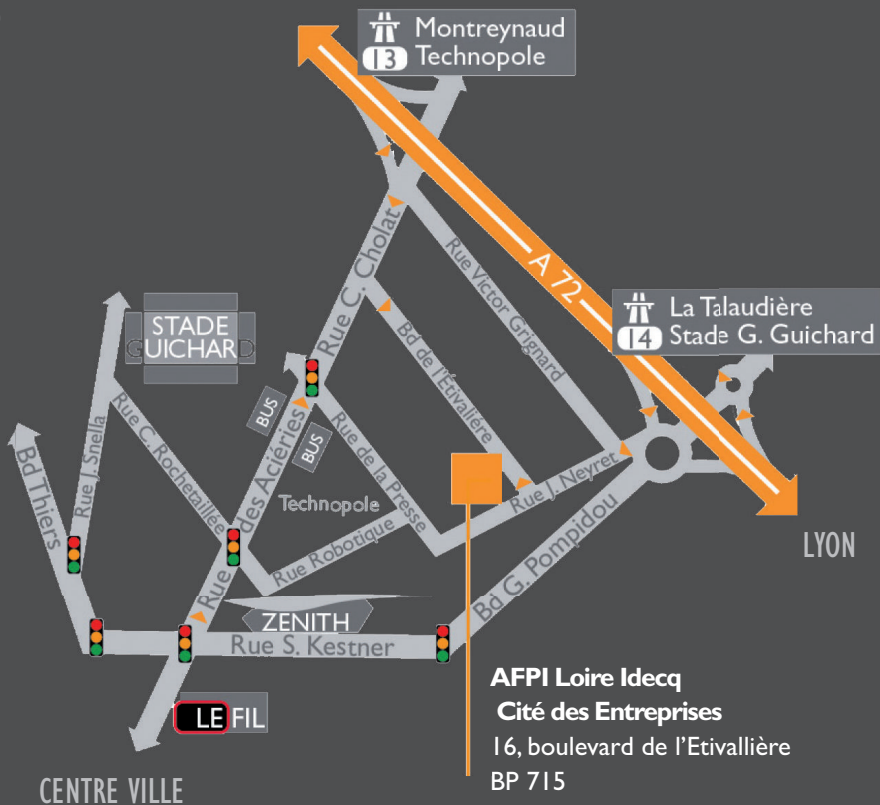 Montreynaud
13 Technopole
A 72
La Talaudière
14 Stade G. Guichard
Rue C. Cholat
Rue Victor Grignard
Bd de l'Étivalière
STADE
GUICHARD
BUS
BUS
Rue J. Snella
Rue C. Rochetaillée
Rue des Aciéries
Rue de la Presse
Bd Thiers
Technopole
Rue Robotique
Rue J. Neyret
Bd G. Pompidou
LYON
ZENITH
Rue S. Kestner
LE FIL
CENTRE VILLE
AFPI Loire Idecq
Cité des Entreprises
16, boulevard de l'Etivallière
BP 715